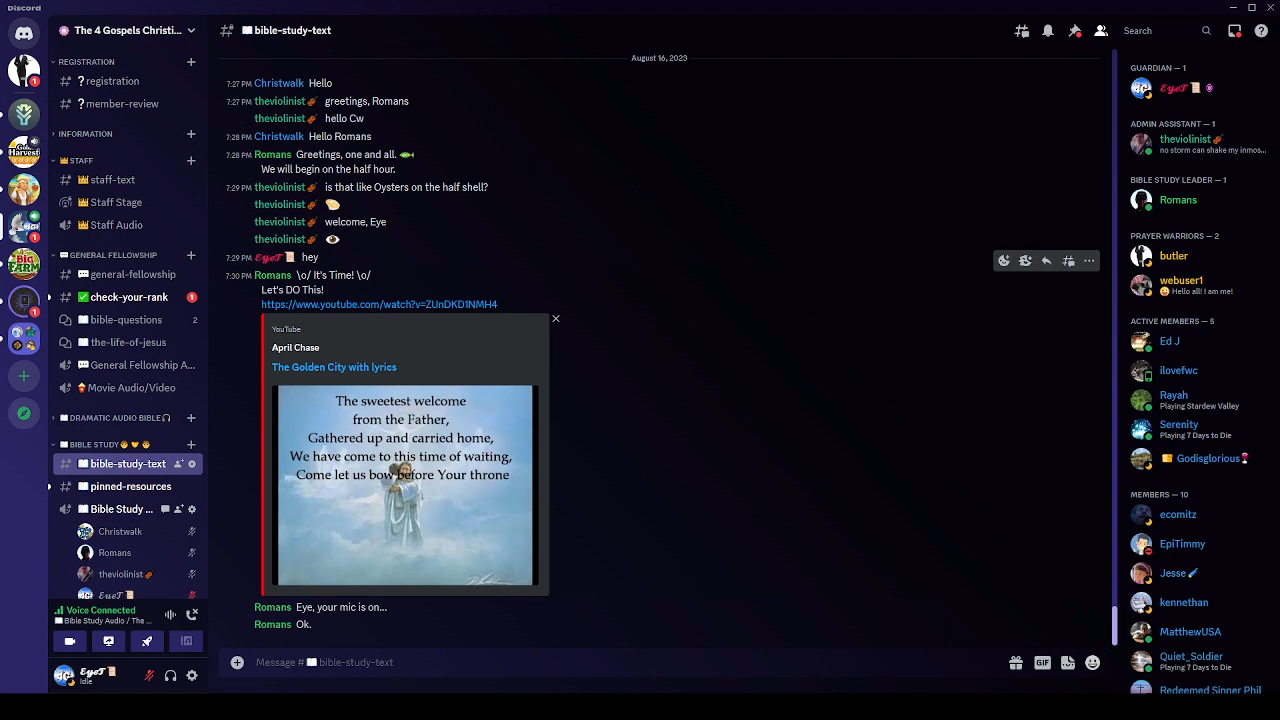 Discord
The 4 Gospels Christi...
📖bible-study-text
Search
REGISTRATION
❔registration
❔member-review
INFORMATION
👑STAFF
👑staff-text
👑Staff Stage
👑Staff Audio
GENERAL FELLOWSHIP
💬general-fellowship
✅check-your-rank
1
💬bible-questions
2
💬the-life-of-jesus
💬General Fellowship A...
🍿Movie Audio/Video
📖DRAMATIC AUDIO BIBLE🎧
📖BIBLE STUDY
📖bible-study-text
📖pinned-resources
📖Bible Study ...
Christwalk
Romans
theviolinist🎻
𝓔𝔂𝓮𝓣📜
Voice Connected
📖Bible Study Audio / The ...
𝓔𝔂𝓮𝓣📜
Idle
August 16, 2023
7:27 PM Christwalk Hello
7:27 PM theviolinist🎻 greetings, Romans
theviolinist🎻 hello Cw
7:28 PM Christwalk Hello Romans
7:28 PM Romans Greetings, one and all. 🐟
We will begin on the half hour.
7:29 PM theviolinist🎻 is that like Oysters on the half shell?
theviolinist🎻 🦪
theviolinist🎻 welcome, Eye
theviolinist🎻 👁️
7:29 PM 𝓔𝔂𝓮𝓣📜 hey
7:30 PM Romans \o/ It's Time! \o/
Let's DO This!
https://www.youtube.com/watch?v=ZUnDKD1NMH4
YouTube
April Chase
The Golden City with lyrics
The sweetest welcome
from the Father,
Gathered up and carried home,
We have come to this time of waiting,
Come let us bow before Your throne
Romans Eye, your mic is on...
Romans Ok.
Message #📖bible-study-text
GIF
GUARDIAN — 1
𝓔𝔂𝓮𝓣📜
ADMIN ASSISTANT — 1
theviolinist🎻
no storm can shake my inmos...
BIBLE STUDY LEADER — 1
Romans
PRAYER WARRIORS — 2
butler
webuser1
😀 Hello all! I am me!
ACTIVE MEMBERS — 5
Ed J
ilovefwc
Rayah
Playing Stardew Valley
Serenity
Playing 7 Days to Die
🍞Godisglorious🍷
MEMBERS — 10
ecomitz
EpiTimmy
Jesse
kennethan
MatthewUSA
Quiet_Soldier
Playing 7 Days to Die
Redeemed Sinner Phil